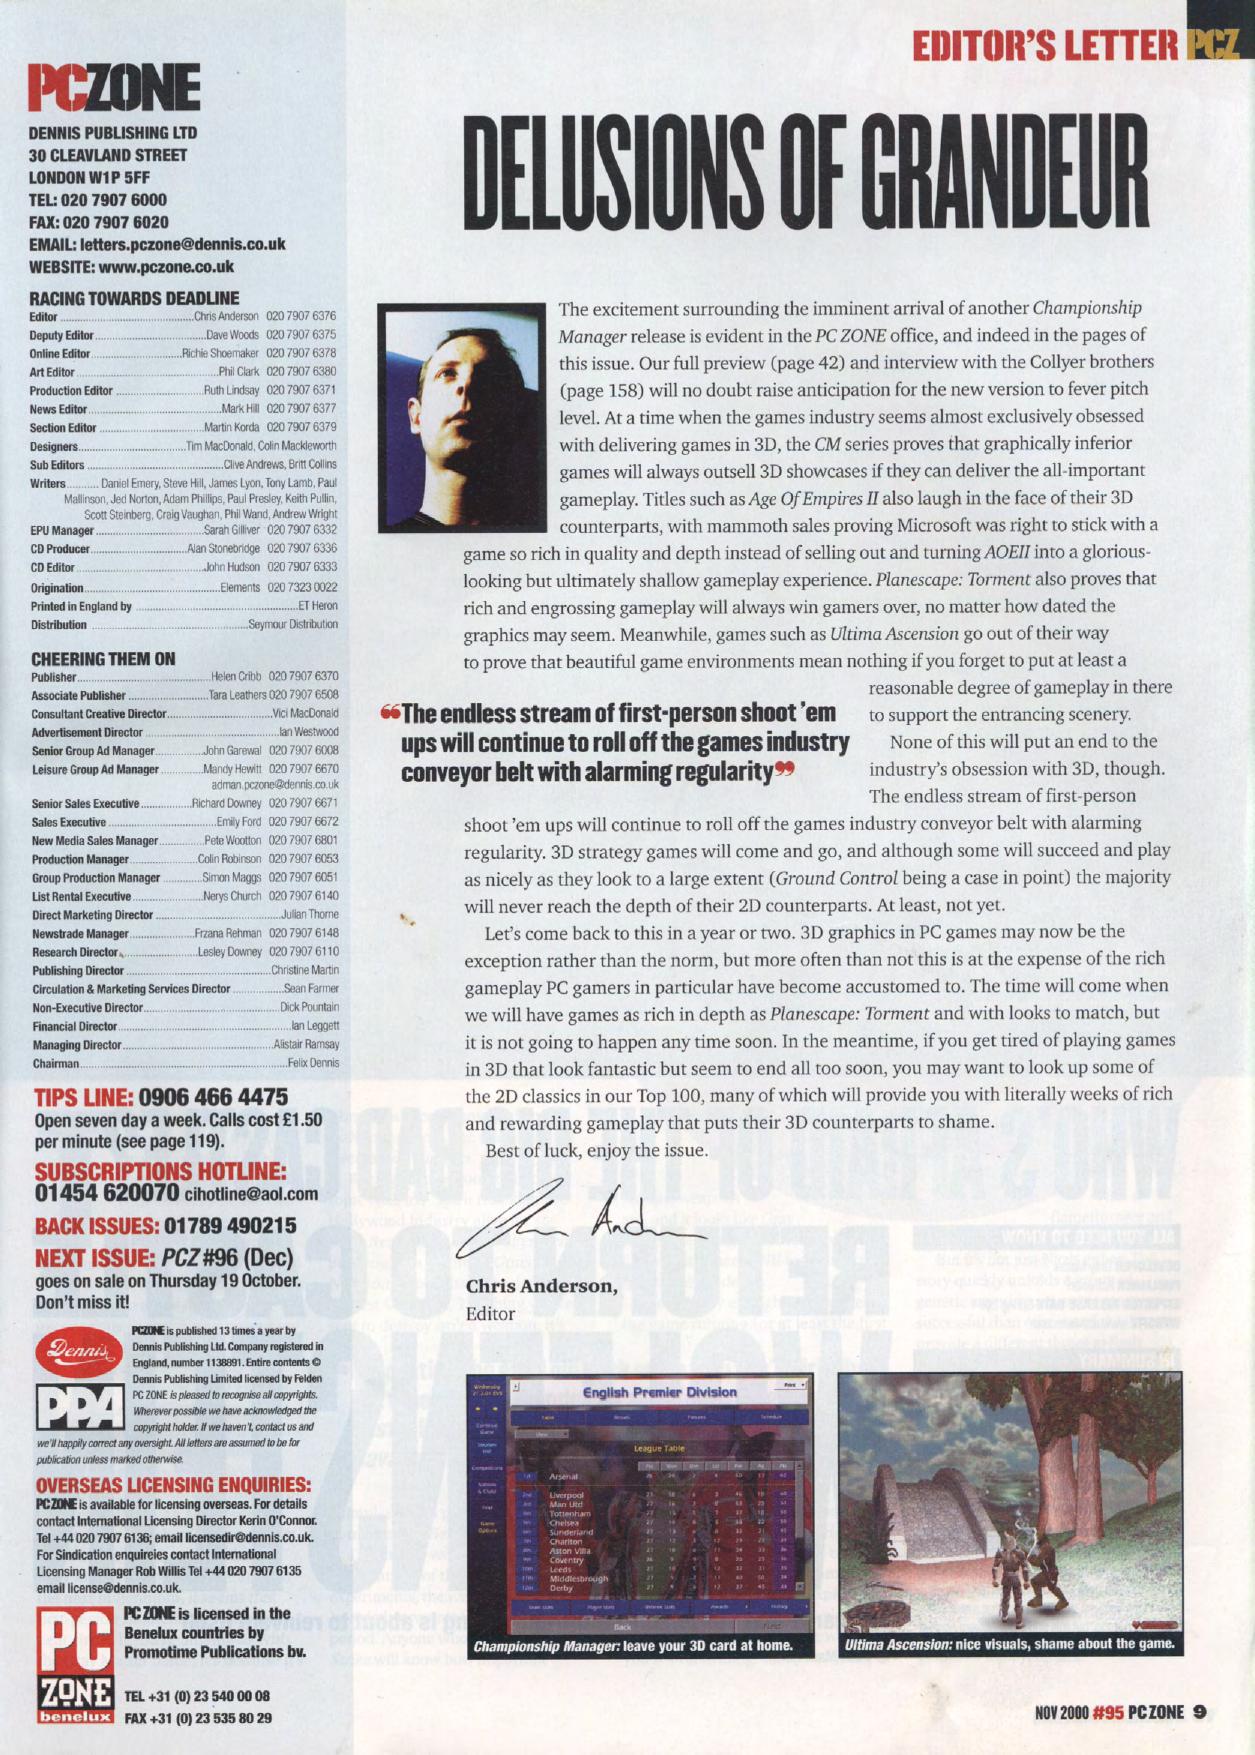 EDITOR'S LETTER PCZ
PCZONE
DENNIS PUBLISHING LTD
30 CLEAVLAND STREET
LONDON W1P 5FF
TEL: 020 7907 6000
FAX: 020 7907 6020
EMAIL: letters.pczone@dennis.co.uk
WEBSITE: www.pczone.co.uk
RACING TOWARDS DEADLINE
Editor Chris Anderson 020 7907 6376
Deputy Editor Dave Woods 020 7907 6375
Online Editor Richie Shoemaker 020 7907 6378
Art Editor Phil Clark 020 7907 6380
Production Editor Ruth Lindsay 020 7907 6371
News Editor Mark Hill 020 7907 6377
Section Editor Martin Korda 020 7907 6379
Designers Tim MacDonald, Colin Mackleworth
Sub Editors Clive Andrews, Britt Collins
Writers Daniel Emery, Steve Hill, James Lyon, Tony Lamb, Paul
Mallinson, Jed Norton, Adam Phillips, Paul Presley, Keith Pullin,
Scott Steinberg, Craig Vaughan, Phil Wand, Andrew Wright
EPU Manager Sarah Gilliver 020 7907 6332
CD Producer Alan Stonebridge 020 7907 6336
CD Editor John Hudson 020 7907 6333
Origination Elements 020 7323 0022
Printed in England by ET Heron
Distribution Seymour Distribution
CHEERING THEM ON
Publisher Helen Cribb 020 7907 6370
Associate Publisher Tara Leathers 020 7907 6508
Consultant Creative Director Vici MacDonald
Advertisement Director Ian Westwood
Senior Group Ad Manager John Garewal 020 7907 6008
Leisure Group Ad Manager Mandy Hewitt 020 7907 6670
adman.pczone@dennis.co.uk
Senior Sales Executive Richard Downey 020 7907 6671
Sales Executive Emily Ford 020 7907 6672
New Media Sales Manager Pete Wootton 020 7907 6801
Production Manager Colin Robinson 020 7907 6053
Group Production Manager Simon Maggs 020 7907 6051
List Rental Executive Nerys Church 020 7907 6140
Direct Marketing Director Julian Thorne
Newstrade Manager Frzana Rehman 020 7907 6148
Research Director Lesley Downey 020 7907 6110
Publishing Director Christine Martin
Circulation & Marketing Services Director Sean Farmer
Non-Executive Director Dick Pountain
Financial Director Ian Leggett
Managing Director Alistair Ramsay
Chairman Felix Dennis
TIPS LINE: 0906 466 4475
Open seven day a week. Calls cost £1.50
per minute (see page 119).
SUBSCRIPTIONS HOTLINE:
01454 620070 cihotline@aol.com
BACK ISSUES: 01789 490215
NEXT ISSUE: PCZ #96 (Dec)
goes on sale on Thursday 19 October.
Don't miss it!
Dennis
PPA
PCZONE is published 13 times a year by
Dennis Publishing Ltd. Company registered in
England, number 1138891. Entire contents ©
Dennis Publishing Limited licensed by Felden
PC ZONE is pleased to recognise all copyrights.
Wherever possible we have acknowledged the
copyright holder. If we haven't, contact us and
we'll happily correct any oversight. All letters are assumed to be for
publication unless marked otherwise.
OVERSEAS LICENSING ENQUIRIES:
PCZONE is available for licensing overseas. For details
contact International Licensing Director Kerin O'Connor.
Tel +44 020 7907 6136; email licensedir@dennis.co.uk.
For Sindication enquireies contact International
Licensing Manager Rob Willis Tel +44 020 7907 6135
email license@dennis.co.uk.
PC ZONE benelux
PC ZONE is licensed in the
Benelux countries by
Promotime Publications bv.
TEL +31 (0) 23 540 00 08
FAX +31 (0) 23 535 80 29
DELUSIONS OF GRANDEUR
The excitement surrounding the imminent arrival of another Championship
Manager release is evident in the PC ZONE office, and indeed in the pages of
this issue. Our full preview (page 42) and interview with the Collyer brothers
(page 158) will no doubt raise anticipation for the new version to fever pitch
level. At a time when the games industry seems almost exclusively obsessed
with delivering games in 3D, the CM series proves that graphically inferior
games will always outsell 3D showcases if they can deliver the all-important
gameplay. Titles such as Age Of Empires II also laugh in the face of their 3D
counterparts, with mammoth sales proving Microsoft was right to stick with a
game so rich in quality and depth instead of selling out and turning AOEII into a glorious-
looking but ultimately shallow gameplay experience. Planescape: Torment also proves that
rich and engrossing gameplay will always win gamers over, no matter how dated the
graphics may seem. Meanwhile, games such as Ultima Ascension go out of their way
to prove that beautiful game environments mean nothing if you forget to put at least a
reasonable degree of gameplay in there
to support the entrancing scenery.
None of this will put an end to the
industry's obsession with 3D, though.
The endless stream of first-person
shoot 'em ups will continue to roll off the games industry conveyor belt with alarming
regularity. 3D strategy games will come and go, and although some will succeed and play
as nicely as they look to a large extent (Ground Control being a case in point) the majority
will never reach the depth of their 2D counterparts. At least, not yet.
Let's come back to this in a year or two. 3D graphics in PC games may now be the
exception rather than the norm, but more often than not this is at the expense of the rich
gameplay PC gamers in particular have become accustomed to. The time will come when
we will have games as rich in depth as Planescape: Torment and with looks to match, but
it is not going to happen any time soon. In the meantime, if you get tired of playing games
in 3D that look fantastic but seem to end all too soon, you may want to look up some of
the 2D classics in our Top 100, many of which will provide you with literally weeks of rich
and rewarding gameplay that puts their 3D counterparts to shame.
Best of luck, enjoy the issue.
“The endless stream of first-person shoot 'em
ups will continue to roll off the games industry
conveyor belt with alarming regularity”
Chris Anderson,
Editor
English Premier Division
League Table
Arsenal
Liverpool
Man Utd
Tottenham
Chelsea
Sunderland
Charlton
Aston Villa
Coventry
Leeds
Middlesbrough
Derby
Back
Championship Manager: leave your 3D card at home.
Ultima Ascension: nice visuals, shame about the game.
NOV 2000 #95 PC ZONE 9